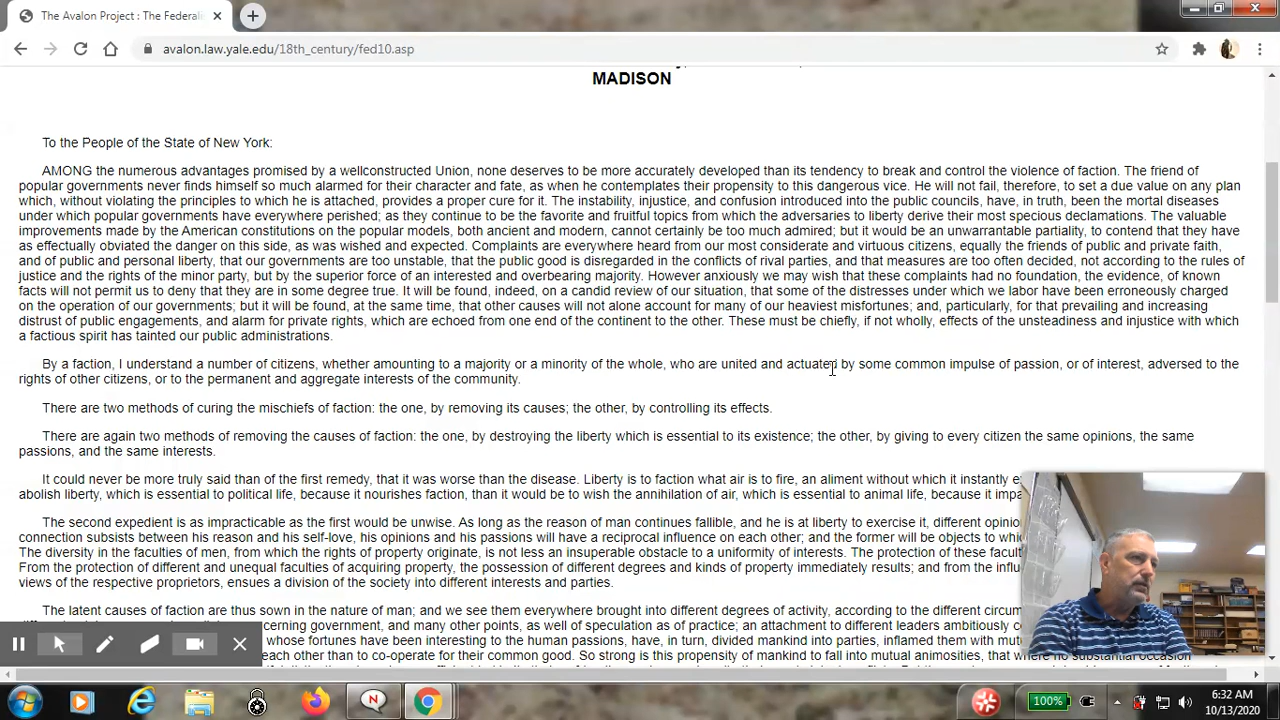 The Avalon Project : The Federali
avalon.law.yale.edu/18th_century/fed10.asp
MADISON
To the People of the State of New York:
AMONG the numerous advantages promised by a wellconstructed Union, none deserves to be more accurately developed than its tendency to break and control the violence of faction. The friend of
popular governments never finds himself so much alarmed for their character and fate, as when he contemplates their propensity to this dangerous vice. He will not fail, therefore, to set a due value on any plan
which, without violating the principles to which he is attached, provides a proper cure for it. The instability, injustice, and confusion introduced into the public councils, have, in truth, been the mortal diseases
under which popular governments have everywhere perished; as they continue to be the favorite and fruitful topics from which the adversaries to liberty derive their most specious declamations. The valuable
improvements made by the American constitutions on the popular models, both ancient and modern, cannot certainly be too much admired; but it would be an unwarrantable partiality, to contend that they have
as effectually obviated the danger on this side, as was wished and expected. Complaints are everywhere heard from our most considerate and virtuous citizens, equally the friends of public and private faith,
and of public and personal liberty, that our governments are too unstable, that the public good is disregarded in the conflicts of rival parties, and that measures are too often decided, not according to the rules of
justice and the rights of the minor party, but by the superior force of an interested and overbearing majority. However anxiously we may wish that these complaints had no foundation, the evidence, of known
facts will not permit us to deny that they are in some degree true. It will be found, indeed, on a candid review of our situation, that some of the distresses under which we labor have been erroneously charged
on the operation of our governments; but it will be found, at the same time, that other causes will not alone account for many of our heaviest misfortunes; and, particularly, for that prevailing and increasing
distrust of public engagements, and alarm for private rights, which are echoed from one end of the continent to the other. These must be chiefly, if not wholly, effects of the unsteadiness and injustice with which
a factious spirit has tainted our public administrations.
By a faction, I understand a number of citizens, whether amounting to a majority or a minority of the whole, who are united and actuated by some common impulse of passion, or of interest, adversed to the
rights of other citizens, or to the permanent and aggregate interests of the community.
There are two methods of curing the mischiefs of faction: the one, by removing its causes; the other, by controlling its effects.
There are again two methods of removing the causes of faction: the one, by destroying the liberty which is essential to its existence; the other, by giving to every citizen the same opinions, the same
passions, and the same interests.
It could never be more truly said than of the first remedy, that it was worse than the disease. Liberty is to faction what air is to fire, an aliment without which it instantly e
abolish liberty, which is essential to political life, because it nourishes faction, than it would be to wish the annihilation of air, which is essential to animal life, because it impa
The second expedient is as impracticable as the first would be unwise. As long as the reason of man continues fallible, and he is at liberty to exercise it, different opinio
connection subsists between his reason and his self-love, his opinions and his passions will have a reciprocal influence on each other; and the former will be objects to whic
The diversity in the faculties of men, from which the rights of property originate, is not less an insuperable obstacle to a uniformity of interests. The protection of these facult
From the protection of different and unequal faculties of acquiring property, the possession of different degrees and kinds of property immediately results; and from the influ
views of the respective proprietors, ensues a division of the society into different interests and parties.
The latent causes of faction are thus sown in the nature of man; and we see them everywhere brought into different degrees of activity, according to the different circum
cerning government, and many other points, as well of speculation as of practice; an attachment to different leaders ambitiously c
whose fortunes have been interesting to the human passions, have, in turn, divided mankind into parties, inflamed them with mut
each other than to co-operate for their common good. So strong is this propensity of mankind to fall into mutual animosities, that where no substantial occasion
100%
6:32 AM
10/13/2020